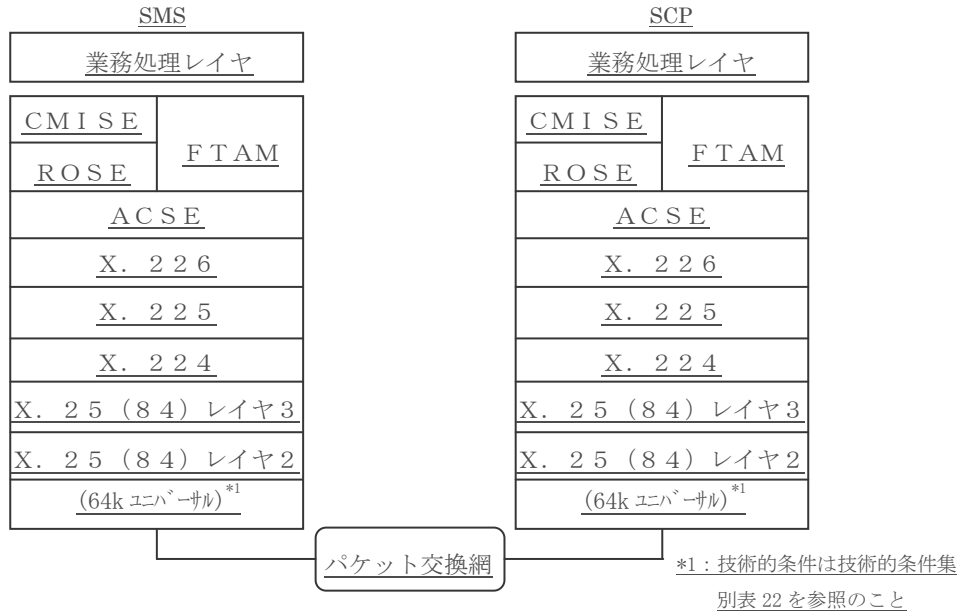 SMS
業務処理レイヤ
ＣＭＩＳＥ
ＦＴＡＭ
ＲＯＳＥ
ＡＣＳＥ
Ｘ．２２６
Ｘ．２２５
Ｘ．２２４
Ｘ．２５（８４）レイヤ３
Ｘ．２５（８４）レイヤ２
(64k ﾕﾆﾊﾞｰｻﾙ)*1
SCP
業務処理レイヤ
ＣＭＩＳＥ
ＦＴＡＭ
ＲＯＳＥ
ＡＣＳＥ
Ｘ．２２６
Ｘ．２２５
Ｘ．２２４
Ｘ．２５（８４）レイヤ３
Ｘ．２５（８４）レイヤ２
(64k ﾕﾆﾊﾞｰｻﾙ)*1
パケット交換網
*1：技術的条件は技術的条件集
別表 22 を参照のこと